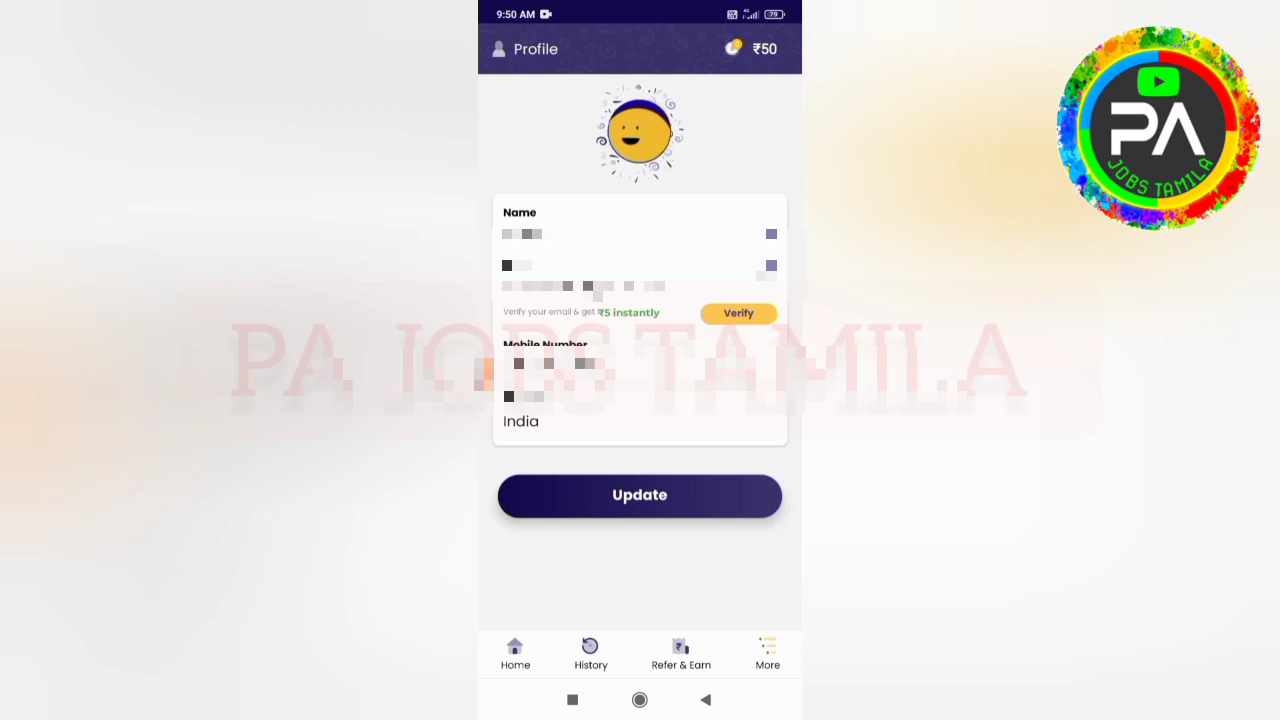 9:50 AM
79
Profile
₹50
PA
JOBS TAMILA
Name
Verify your email & get ₹5 instantly
Verify
Mobile Number
PA JOBS TAMILA
India
Update
Home
History
Refer & Earn
More